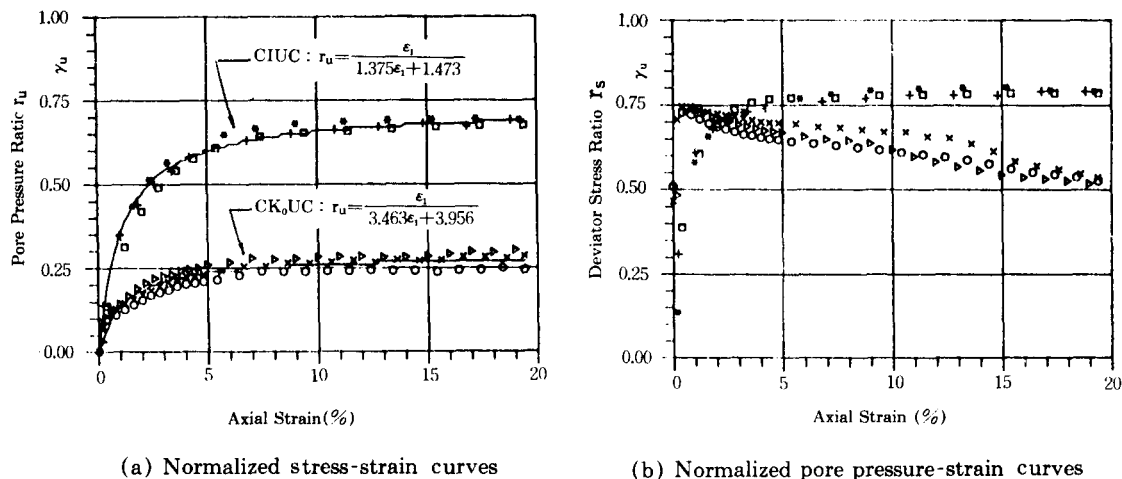 1.00
0.75
0.50
0.25
0.00
γu
Pore Pressure Ratio ru
CIUC : ru= ε1 / 1.375ε1+1.473
CK₀UC : ru= ε1 / 3.463ε1+3.956
0 5 10 15 20
Axial Strain(%)
(a) Normalized stress-strain curves
1.00
0.75
0.50
0.25
0.00
γu
Deviator Stress Ratio rs
0 5 10 15 20
Axial Strain (%)
(b) Normalized pore pressure-strain curves